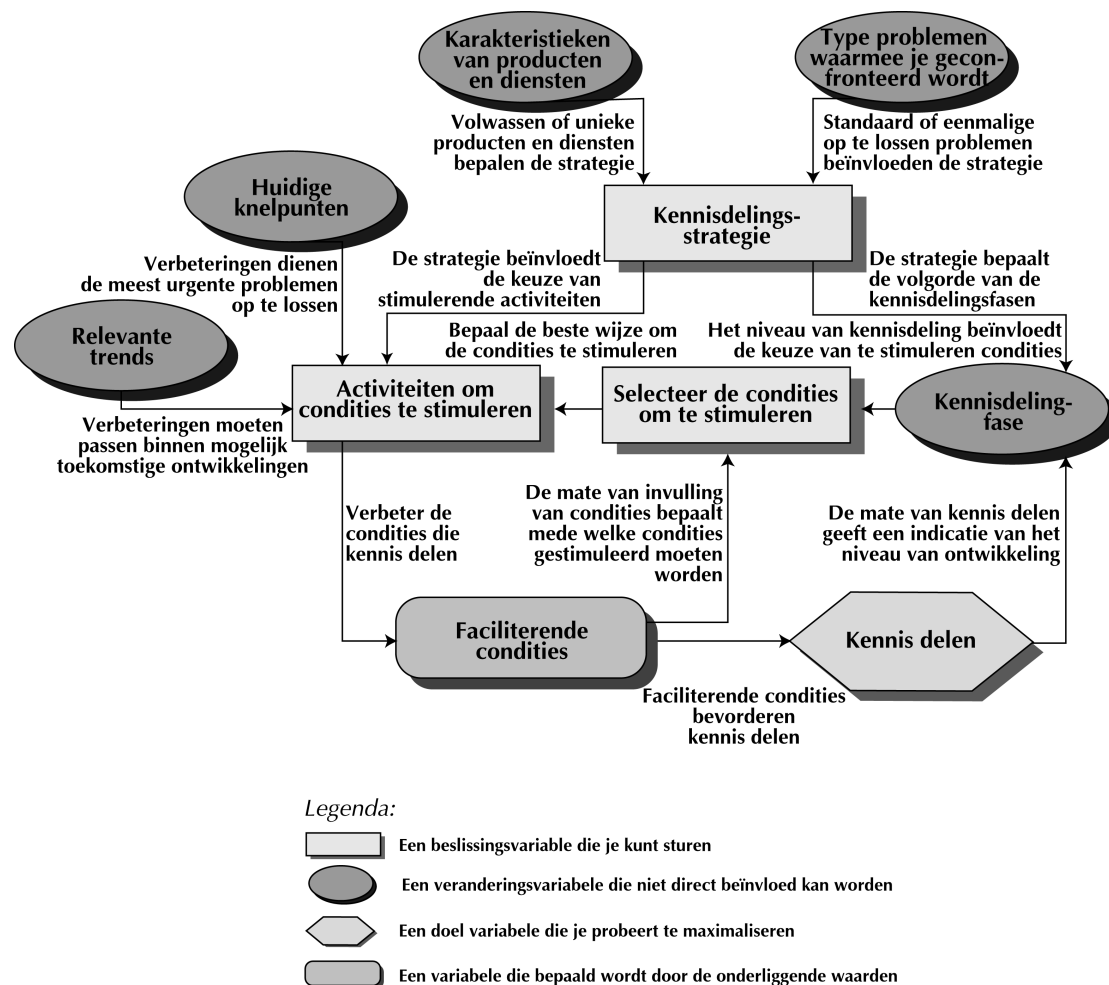 Karakteristieken
van producten
en diensten
Type problemen
waarmee je gecon-
fronteerd wordt
Volwassen of unieke
producten en diensten
bepalen de strategie
Standaard of eenmalige
op te lossen problemen
beïnvloeden de strategie
Huidige
knelpunten
Kennisdelings-
strategie
Verbeteringen dienen
de meest urgente problemen
op te lossen
De strategie beïnvloedt
de keuze van
stimulerende activiteiten
De strategie bepaalt
de volgorde van de
kennisdelingsfasen
Relevante
trends
Bepaal de beste wijze om
de condities te stimuleren
Het niveau van kennisdeling beïnvloedt
de keuze van te stimuleren condities
Activiteiten om
condities te stimuleren
Selecteer de condities
om te stimuleren
Kennisdeling-
fase
Verbeteringen moeten
passen binnen mogelijk
toekomstige ontwikkelingen
Verbeter de
condities die
kennis delen
De mate van invulling
van condities bepaalt
mede welke condities
gestimuleerd moeten
worden
De mate van kennis delen
geeft een indicatie van het
niveau van ontwikkeling
Faciliterende
condities
Kennis delen
Faciliterende condities
bevorderen
kennis delen
Legenda:
Een beslissingsvariable die je kunt sturen
Een veranderingsvariabele die niet direct beïnvloed kan worden
Een doel variabele die je probeert te maximaliseren
Een variabele die bepaald wordt door de onderliggende waarden